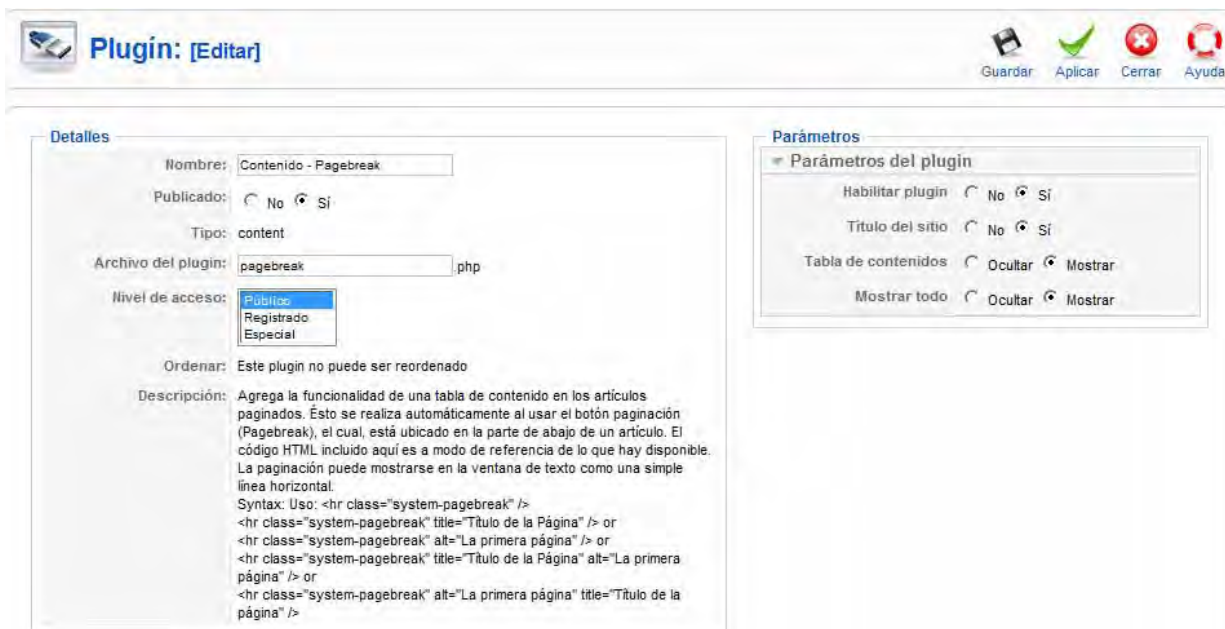 Plugín: [Editar]
Guardar Aplicar Cerrar Ayuda
Detalles
Nombre: Contenido - Pagebreak
Publicado: No Sí
Tipo: content
Archivo del plugin: pagebreak .php
Nivel de acceso: Público
Registrado
Especial
Ordenar: Este plugin no puede ser reordenado
Descripción: Agrega la funcionalidad de una tabla de contenido en los artículos
paginados. Ésto se realiza automáticamente al usar el botón paginación
(Pagebreak), el cual, está ubicado en la parte de abajo de un artículo. El
código HTML incluido aquí es a modo de referencia de lo que hay disponible.
La paginación puede mostrarse en la ventana de texto como una simple
línea horizontal.
Syntax: Uso: <hr class="system-pagebreak" />
<hr class="system-pagebreak" title="Título de la Página" /> or
<hr class="system-pagebreak" alt="La primera página" /> or
<hr class="system-pagebreak" title="Título de la Página" alt="La primera
página" /> or
<hr class="system-pagebreak" alt="La primera página" title="Título de la
página" />
Parámetros
Parámetros del plugin
Habilitar plugin No Sí
Título del sitio No Sí
Tabla de contenidos Ocultar Mostrar
Mostrar todo Ocultar Mostrar